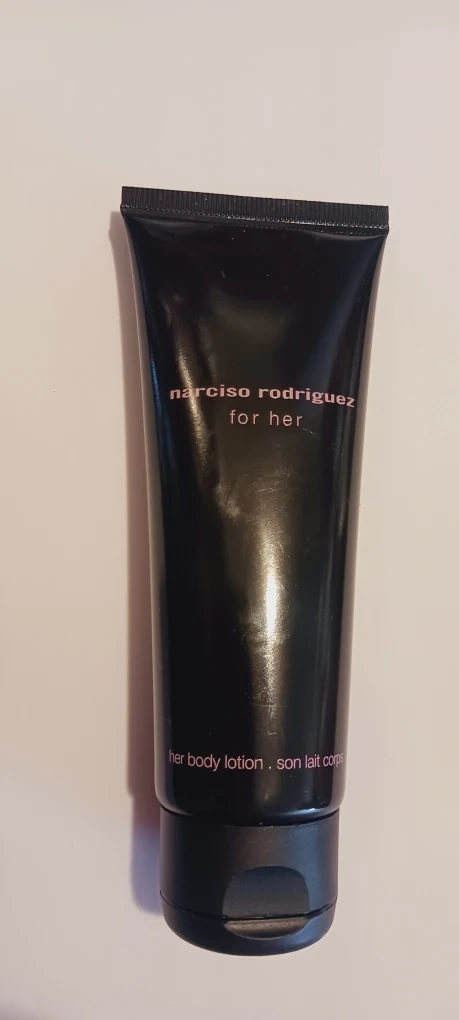 narciso rodriguez
for her
her body lotion . son lait corps